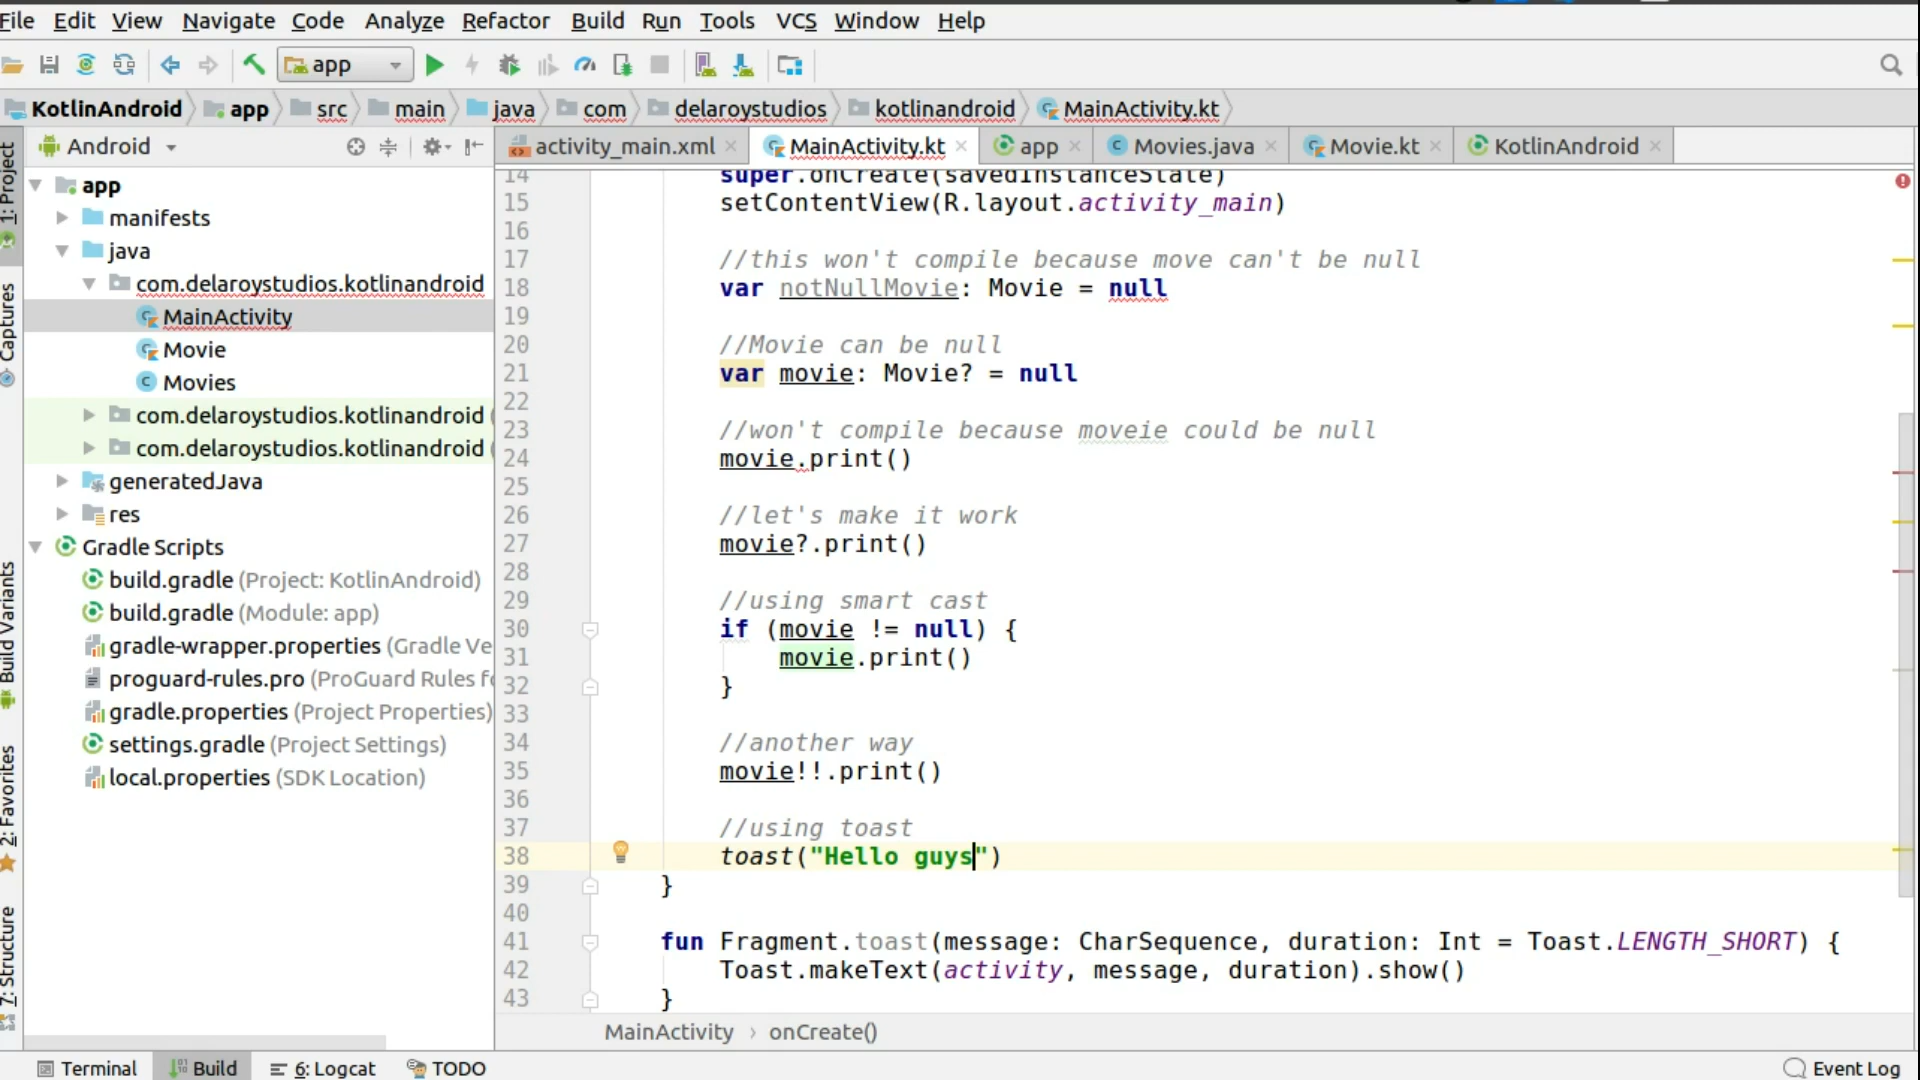 File Edit View Navigate Code Analyze Refactor Build Run Tools VCS Window Help
app
KotlinAndroid app src main java com delaroystudios kotlinandroid MainActivity.kt
Android
activity_main.xml MainActivity.kt app Movies.java Movie.kt KotlinAndroid
1: Project
Captures
Build Variants
2: Favorites
7: Structure
app
manifests
java
com.delaroystudios.kotlinandroid
MainActivity
Movie
Movies
com.delaroystudios.kotlinandroid (
com.delaroystudios.kotlinandroid (
generatedJava
res
Gradle Scripts
build.gradle (Project: KotlinAndroid)
build.gradle (Module: app)
gradle-wrapper.properties (Gradle Ve
proguard-rules.pro (ProGuard Rules fo
gradle.properties (Project Properties)
settings.gradle (Project Settings)
local.properties (SDK Location)
14 super.onCreate(savedInstanceState)
15 setContentView(R.layout.activity_main)
16
17 //this won't compile because move can't be null
18 var notNullMovie: Movie = null
19
20 //Movie can be null
21 var movie: Movie? = null
22
23 //won't compile because moveie could be null
24 movie.print()
25
26 //let's make it work
27 movie?.print()
28
29 //using smart cast
30 if (movie != null) {
31 movie.print()
32 }
33
34 //another way
35 movie!!.print()
36
37 //using toast
38 toast("Hello guys")
39 }
40
41 fun Fragment.toast(message: CharSequence, duration: Int = Toast.LENGTH_SHORT) {
42 Toast.makeText(activity, message, duration).show()
43 }
MainActivity › onCreate()
Terminal Build 6: Logcat TODO Event Log